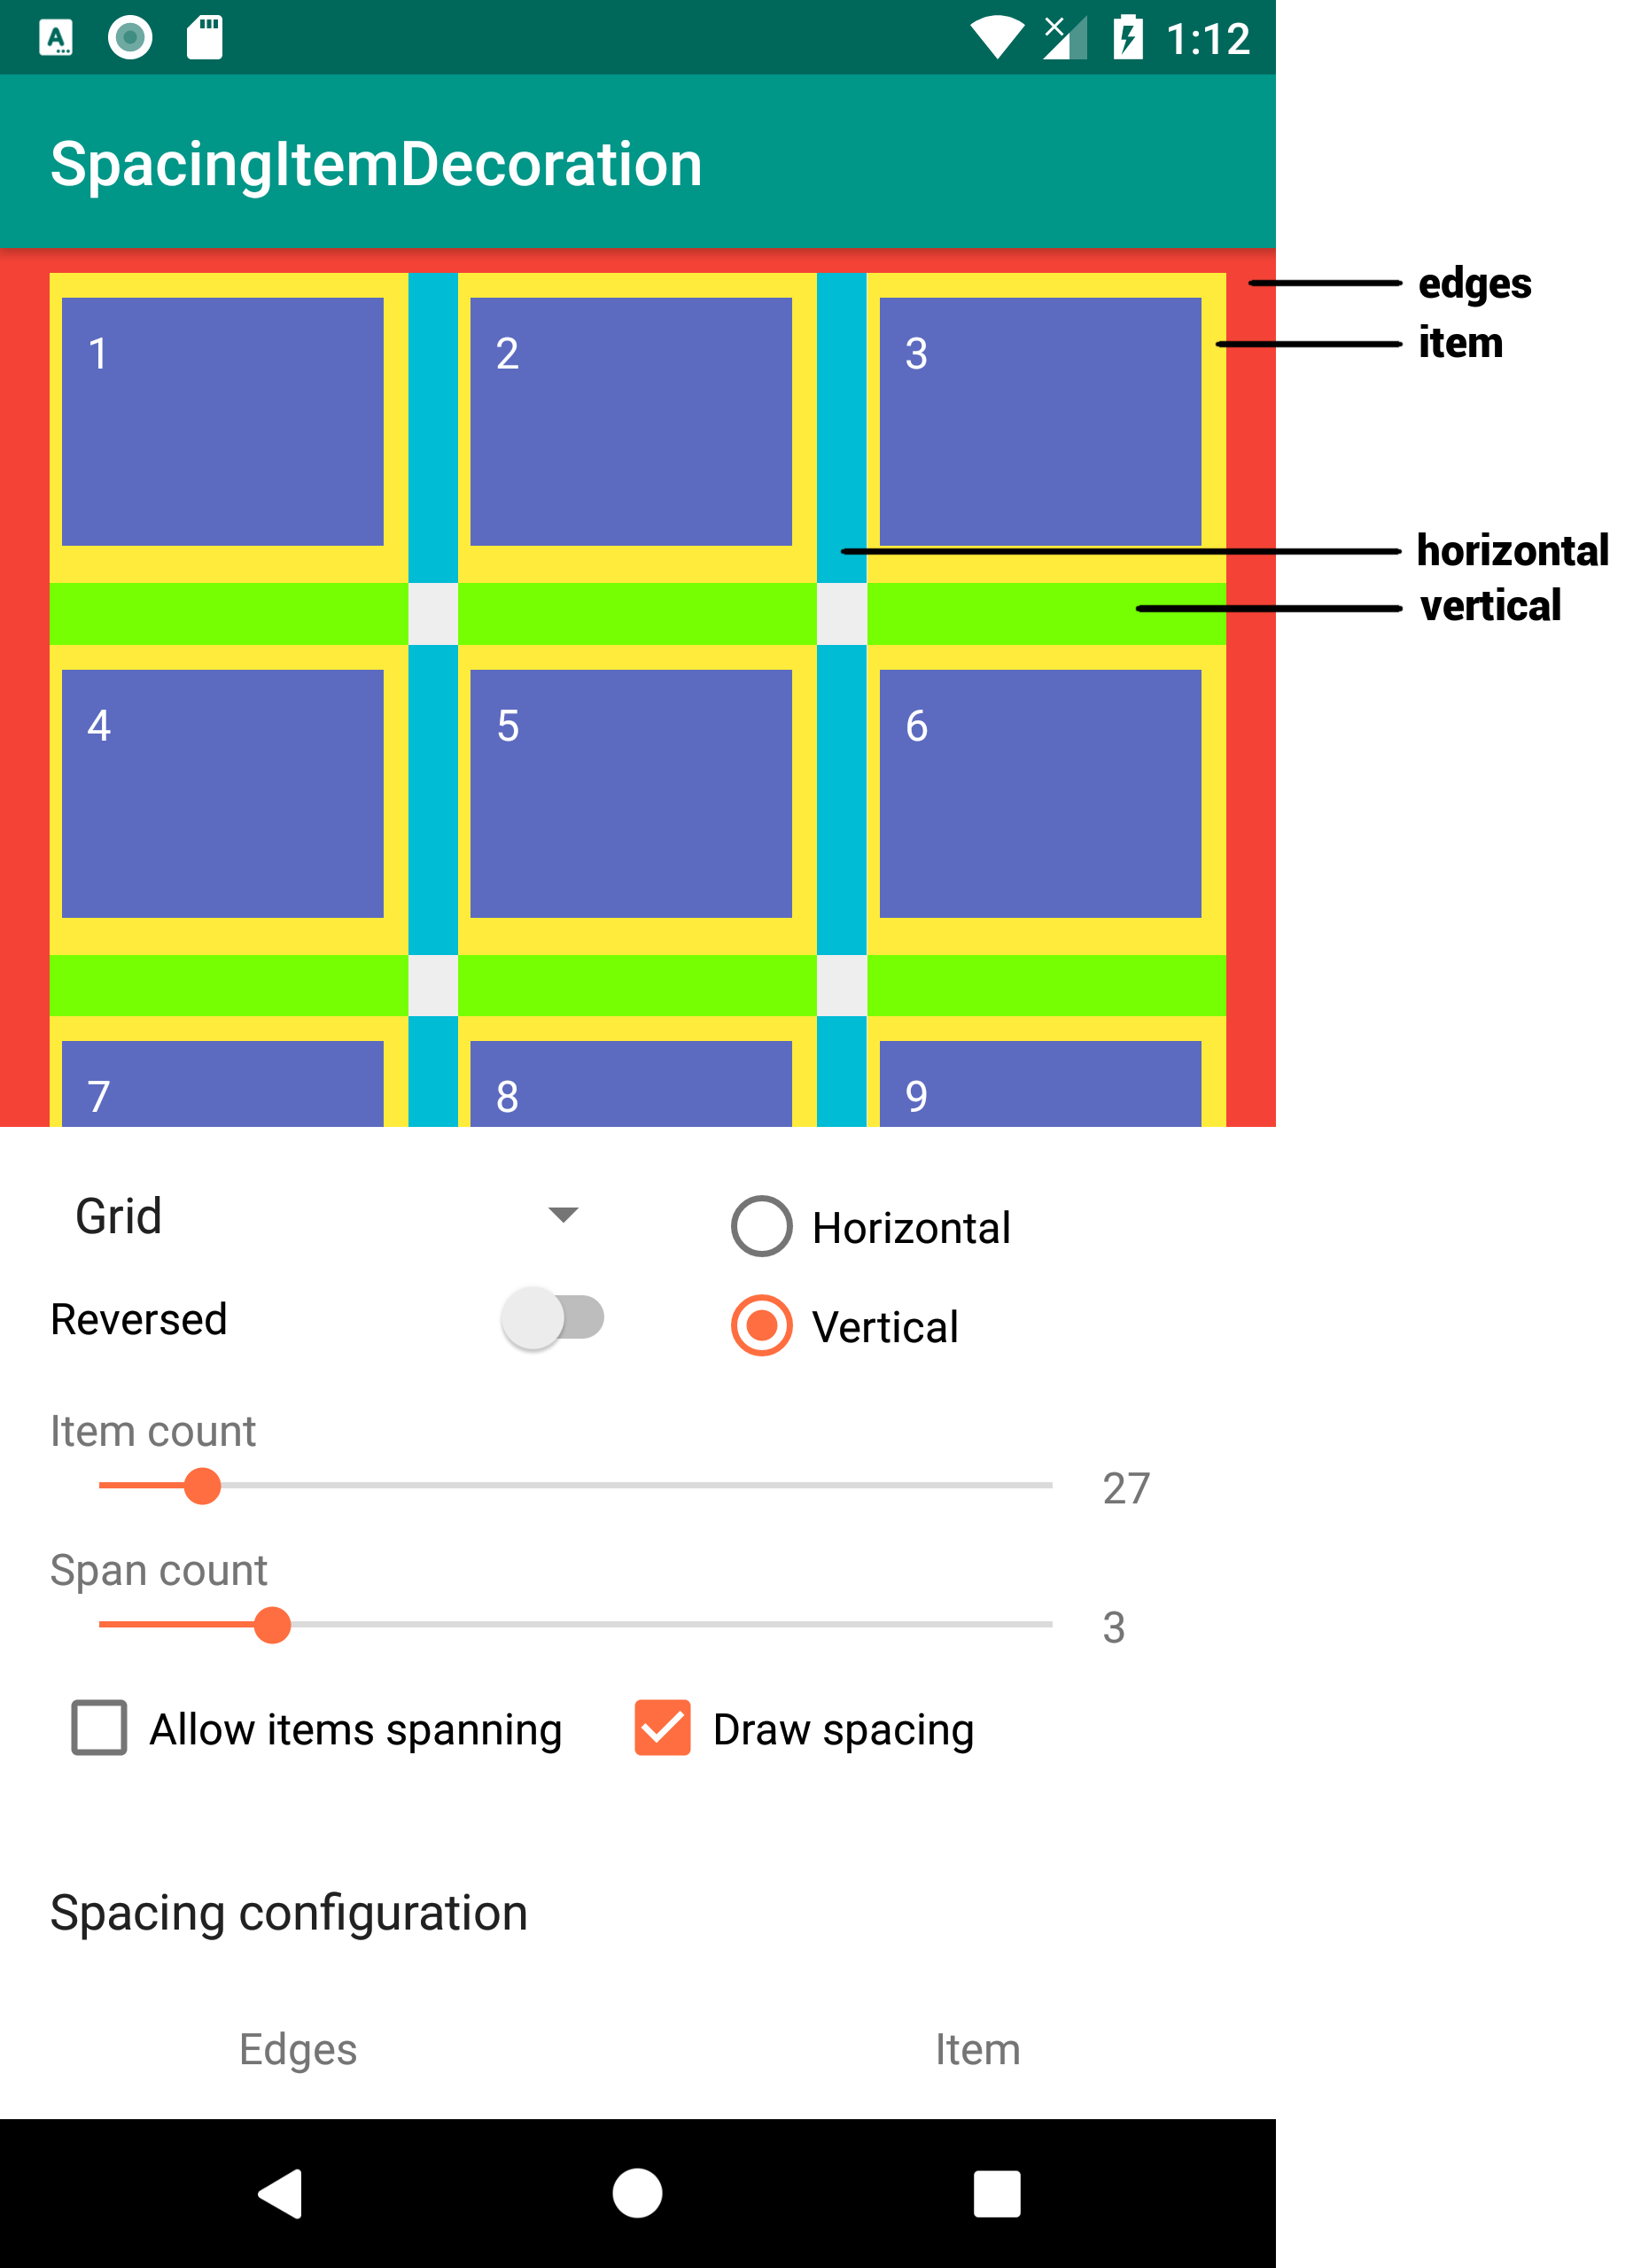 A
1:12
SpacingItemDecoration
edges
item
1 2 3
horizontal
vertical
4 5 6
7 8 9
Grid
Horizontal
Reversed
Vertical
Item count
27
Span count
3
Allow items spanning
Draw spacing
Spacing configuration
Edges Item